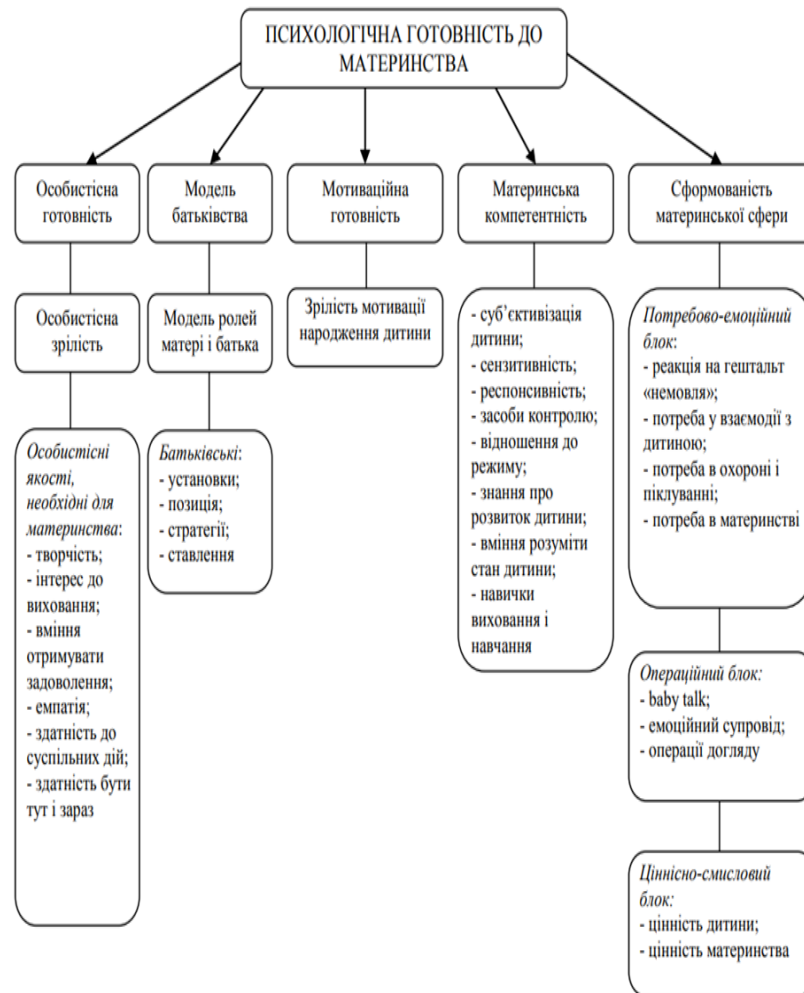 ПСИХОЛОГІЧНА ГОТОВНІСТЬ ДО
МАТЕРИНСТВА
Особистісна
готовність
Модель
батьківства
Мотиваційна
готовність
Материнська
компетентність
Сформованість
материнської сфери
Особистісна
зрілість
Модель ролей
матері і батька
Зрілість мотивації
народження дитини
- суб’єктивізація
дитини;
- сензитивність;
- респонсивність;
- засоби контролю;
- відношення до
режиму;
- знання про
розвиток дитини;
- вміння розуміти
стан дитини;
- навички
виховання і
навчання
Потребово-емоційний
блок:
- реакція на гештальт
«немовля»;
- потреба у взаємодії з
дитиною;
- потреба в охороні і
піклуванні;
- потреба в материнстві
Особистісні
якості,
необхідні для
материнства:
- творчість;
- інтерес до
виховання;
- вміння
отримувати
задоволення;
- емпатія;
- здатність до
суспільних дій;
- здатність бути
тут і зараз
Батьківські:
- установки;
- позиція;
- стратегії;
- ставлення
Операційний блок:
- baby talk;
- емоційний супровід;
- операції догляду
Ціннісно-смисловий
блок:
- цінність дитини;
- цінність материнства